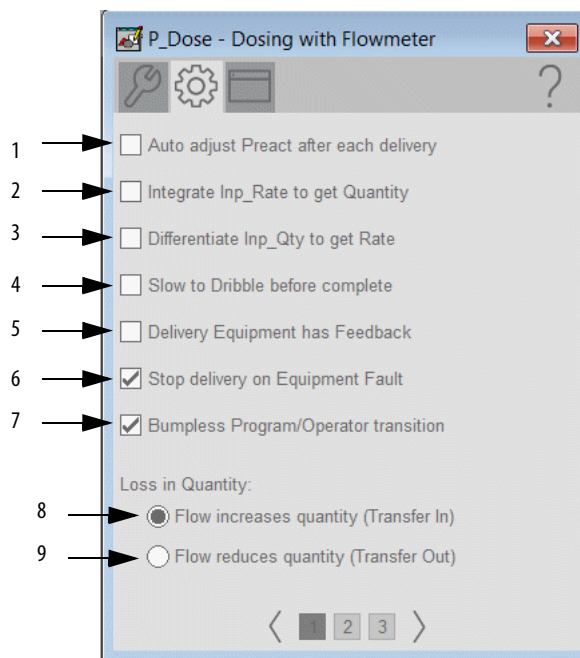 P_Dose - Dosing with Flowmeter
?
1 Auto adjust Preact after each delivery
2 Integrate Inp_Rate to get Quantity
3 Differentiate Inp_Qty to get Rate
4 Slow to Dribble before complete
5 Delivery Equipment has Feedback
6 Stop delivery on Equipment Fault
7 Bumpless Program/Operator transition
Loss in Quantity:
8 Flow increases quantity (Transfer In)
9 Flow reduces quantity (Transfer Out)
1 2 3